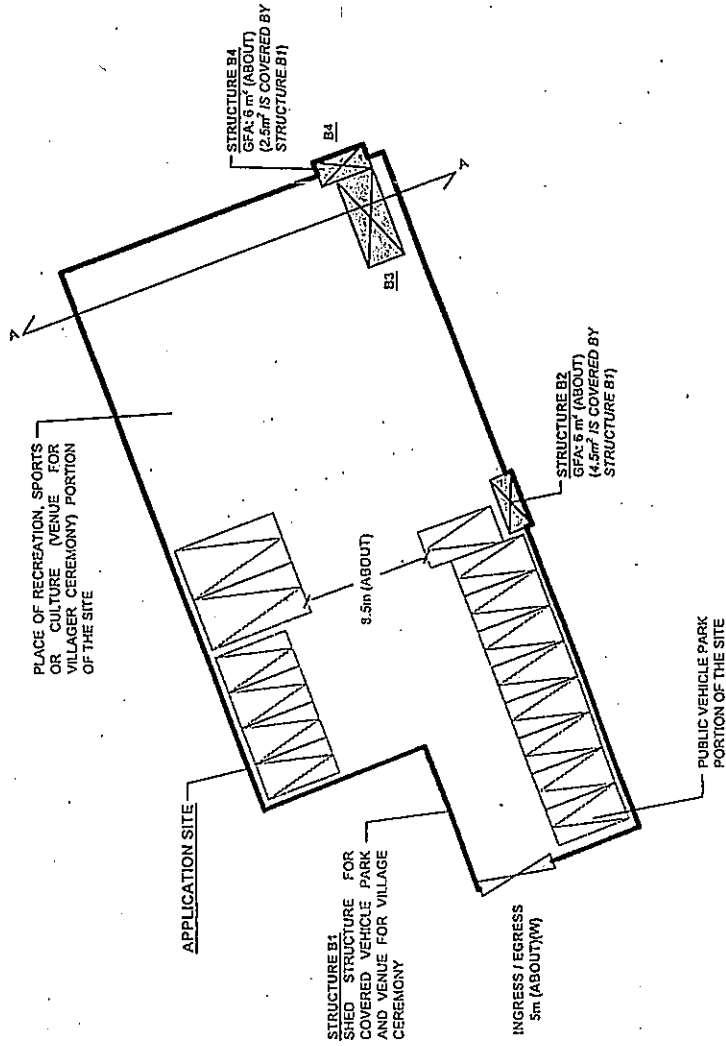 PLACE OF RECREATION, SPORTS
OR CULTURE (VENUE FOR
VILLAGER CEREMONY) PORTION
OF THE SITE
APPLICATION SITE
STRUCTURE B1
SHED STRUCTURE FOR
COVERED VEHICLE PARK
AND VENUE FOR VILLAGE
CEREMONY
INGRESS / EGRESS
5m (ABOUT)(W)
A
8.5m (ABOUT)
STRUCTURE B4
GFA: 6 m² (ABOUT)
(2.5m² IS COVERED BY
STRUCTURE B1)
B4
B3
A
STRUCTURE B2
GFA: 6 m² (ABOUT)
(4.5m² IS COVERED BY
STRUCTURE B1)
PUBLIC VEHICLE PARK
PORTION OF THE SITE